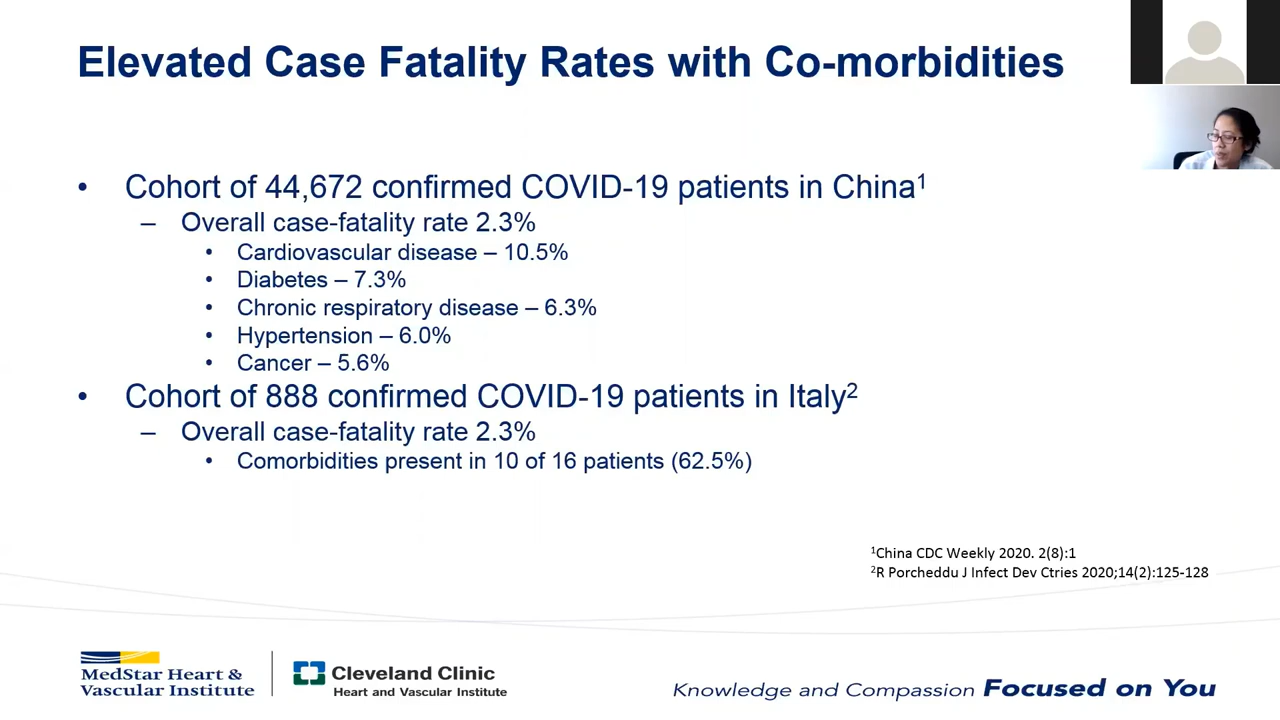 Elevated Case Fatality Rates with Co-morbidities
• Cohort of 44,672 confirmed COVID-19 patients in China¹
– Overall case-fatality rate 2.3%
• Cardiovascular disease – 10.5%
• Diabetes – 7.3%
• Chronic respiratory disease – 6.3%
• Hypertension – 6.0%
• Cancer – 5.6%
• Cohort of 888 confirmed COVID-19 patients in Italy²
– Overall case-fatality rate 2.3%
• Comorbidities present in 10 of 16 patients (62.5%)
¹China CDC Weekly 2020. 2(8):1
²R Porcheddu J Infect Dev Ctries 2020;14(2):125-128
MedStar Heart &
Vascular Institute
Cleveland Clinic
Heart and Vascular Institute
Knowledge and Compassion Focused on You